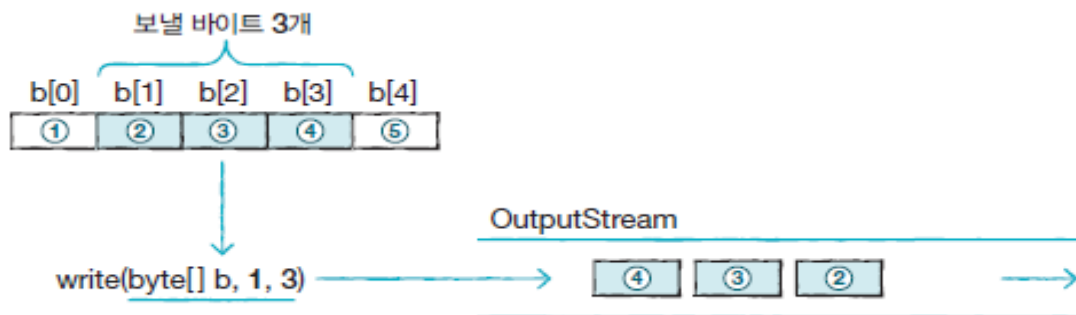 보낼 바이트 3개
b[0] b[1] b[2] b[3] b[4]
① ② ③ ④ ⑤
OutputStream
write(byte[] b, 1, 3)
④ ③ ②